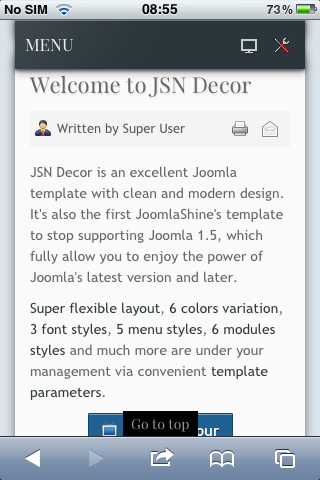 No SIM 08:55 73%
MENU
Welcome to JSN Decor
Written by Super User
JSN Decor is an excellent Joomla
template with clean and modern design.
It's also the first JoomlaShine's template
to stop supporting Joomla 1.5, which
fully allow you to enjoy the power of
Joomla's latest version and later.
Super flexible layout, 6 colors variation,
3 font styles, 5 menu styles, 6 modules
styles and much more are under your
management via convenient template
parameters.
Go to top